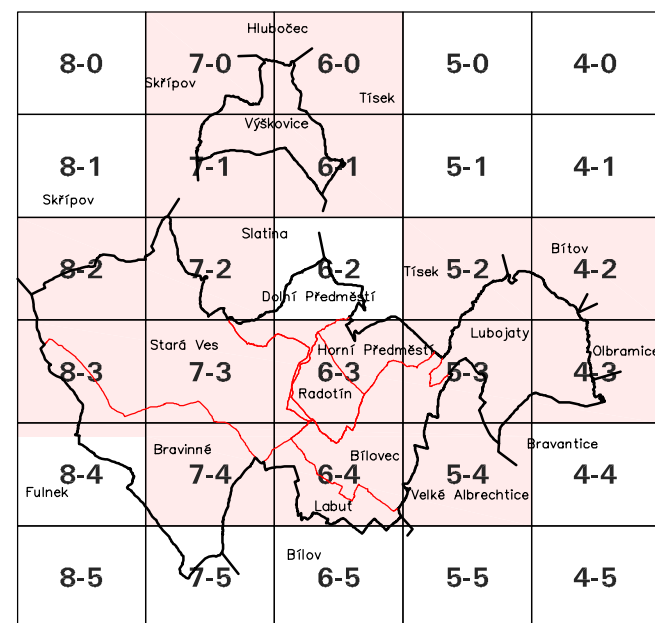 Hlubočec
8-0 7-0 6-0 5-0 4-0
Skřípov
Tísek
Výškovice
8-1 7-1 6-1 5-1 4-1
Skřípov
Slatina
Bítov
8-2 7-2 6-2 Tísek 5-2 4-2
Dolní Předměstí
Lubojaty
Stará Ves
Horní Předměstí
Olbramice
8-3 7-3 6-3 5-3 4-3
Radotín
Bravantice
Bravinné
Bílovec
8-4 7-4 6-4 5-4 4-4
Fulnek
Velké Albrechtice
Labuť
Bílov
8-5 7-5 6-5 5-5 4-5